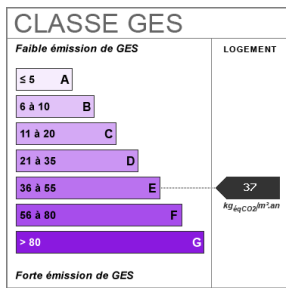 CLASSE GES
Faible émission de GES
LOGEMENT
≤ 5 A
6 à 10 B
11 à 20 C
21 à 35 D
36 à 55 E
37
kgéqCO2/m².an
56 à 80 F
> 80 G
Forte émission de GES